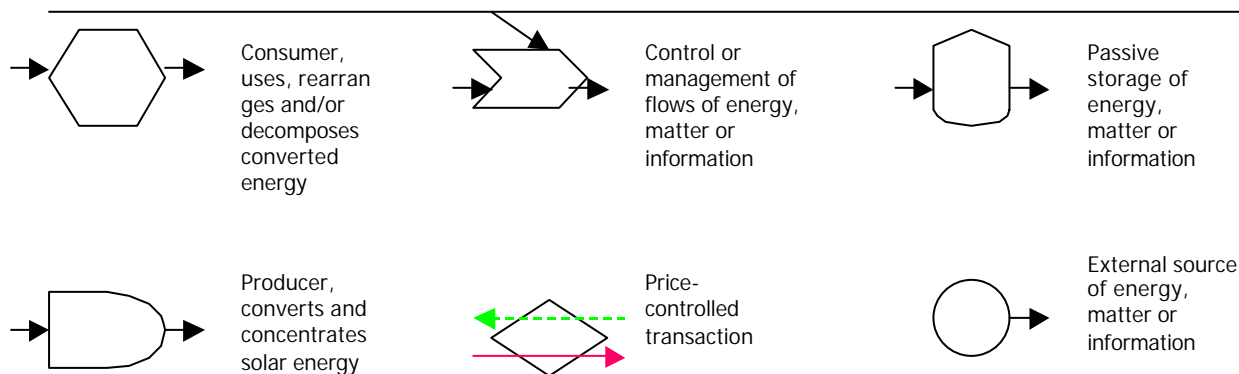 Consumer,
uses, rearran
ges and/or
decomposes
converted
energy
Control or
management of
flows of energy,
matter or
information
Passive
storage of
energy,
matter or
information
Producer,
converts and
concentrates
solar energy
Price-
controlled
transaction
External source
of energy,
matter or
information